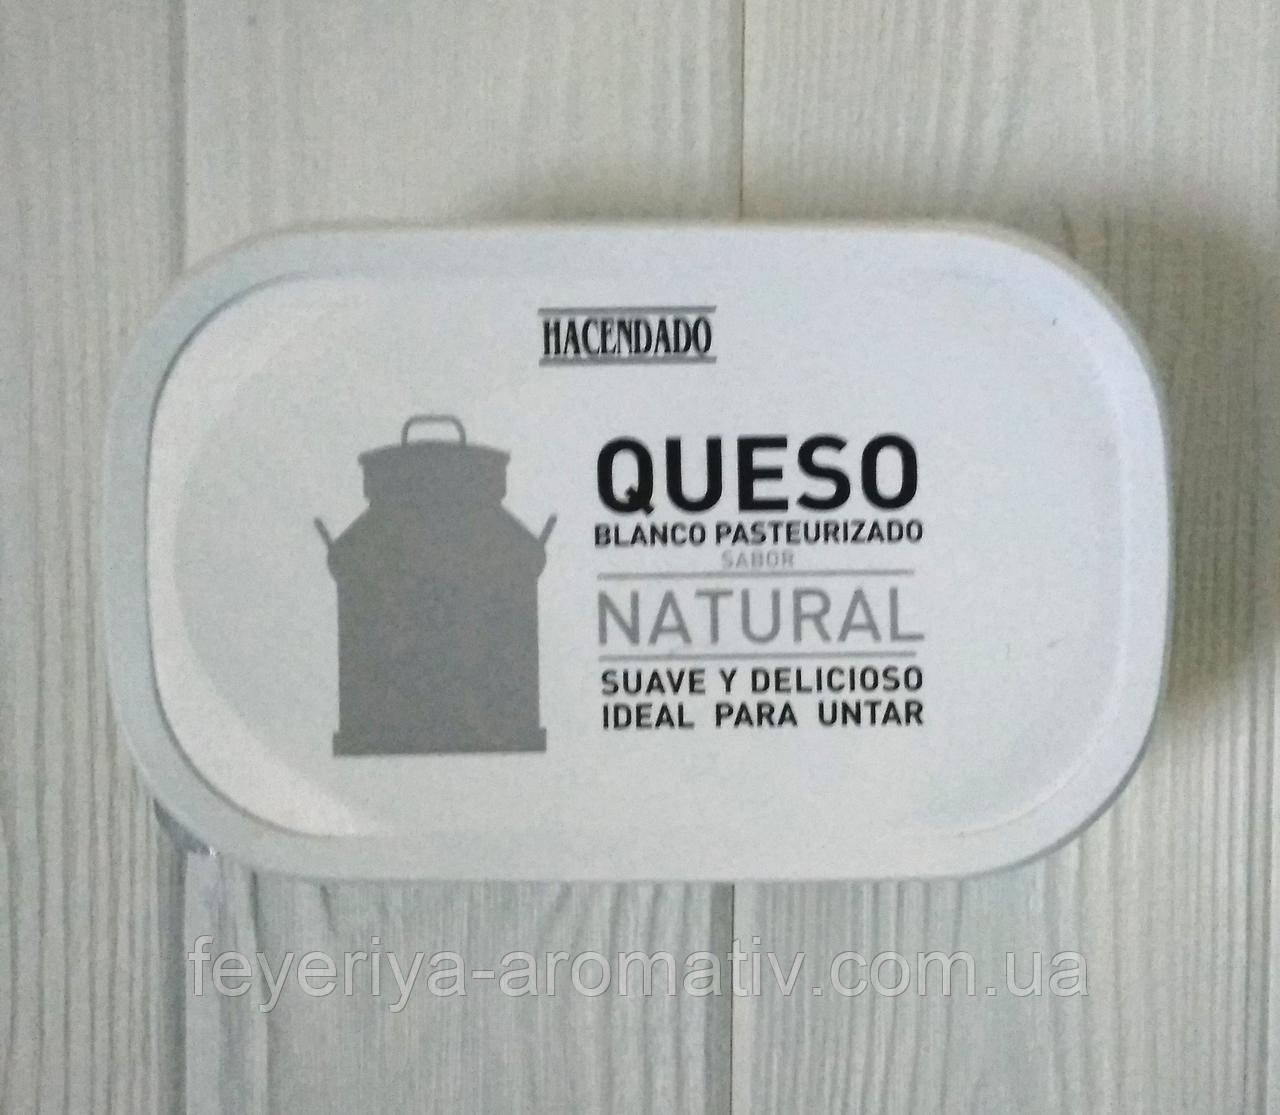 HACENDADO
QUESO
BLANCO PASTEURIZADO
SABOR
NATURAL
SUAVE Y DELICIOSO
IDEAL PARA UNTAR
feyeriya-aromativ.com.ua